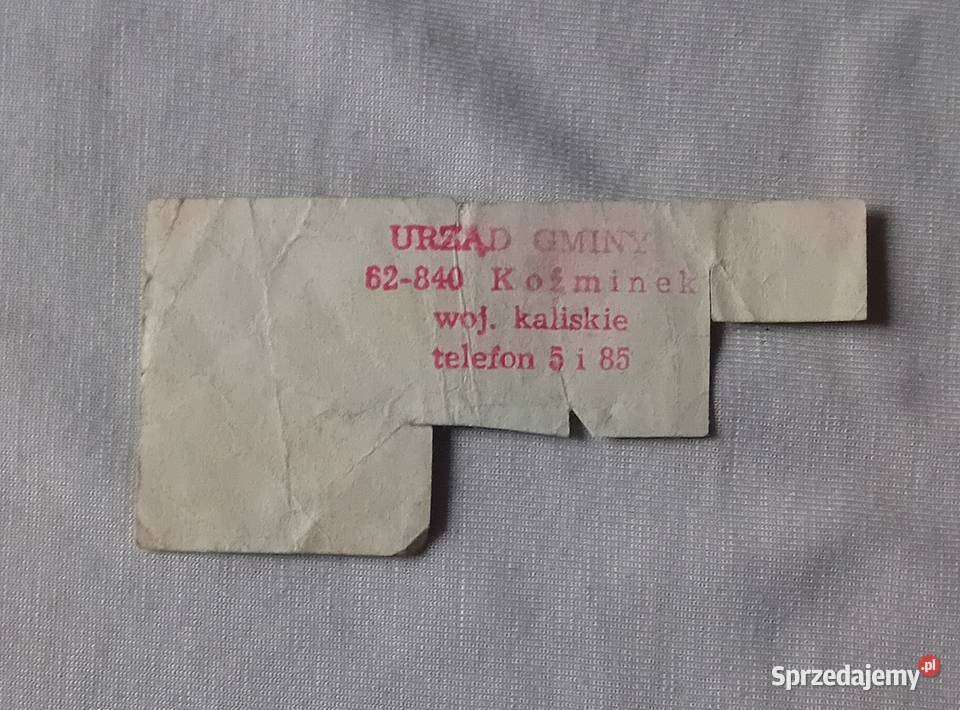 URZĄD GMINY
62-840 Koźminek
woj. kaliskie
telefon 5 i 85
Sprzedajemy.pl